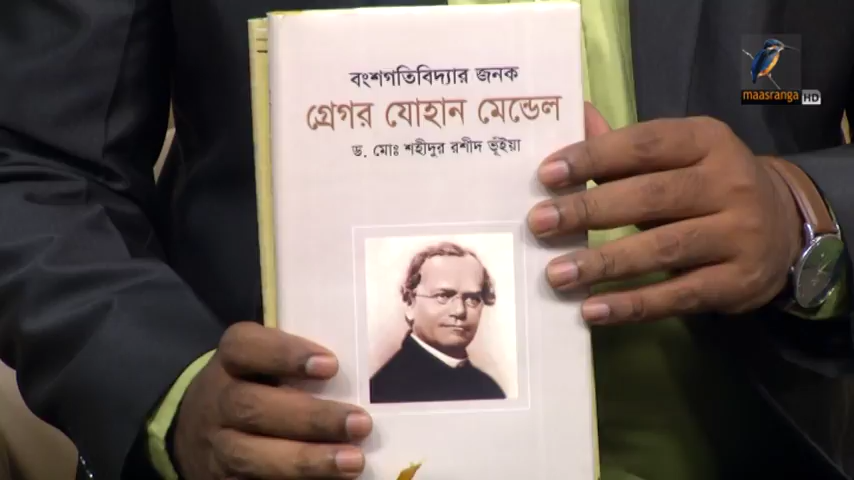 বংশগতিবিদ্যার জনক
গ্রেগর যোহান মেন্ডেল
ড. মোঃ শহীদুর রশীদ ভূঁইয়া
maasranga HD